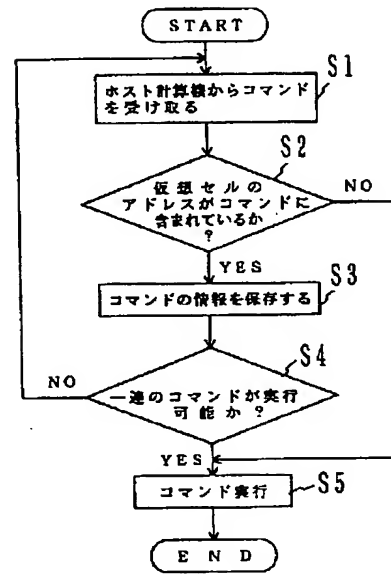 START
S1
ホスト計算機からコマンド
を受け取る
S2
仮想セルの
アドレスがコマンドに
含まれているか
?
NO
YES
S3
コマンドの情報を保存する
S4
NO
一連のコマンドが実行
可能か?
YES
S5
コマンド実行
END